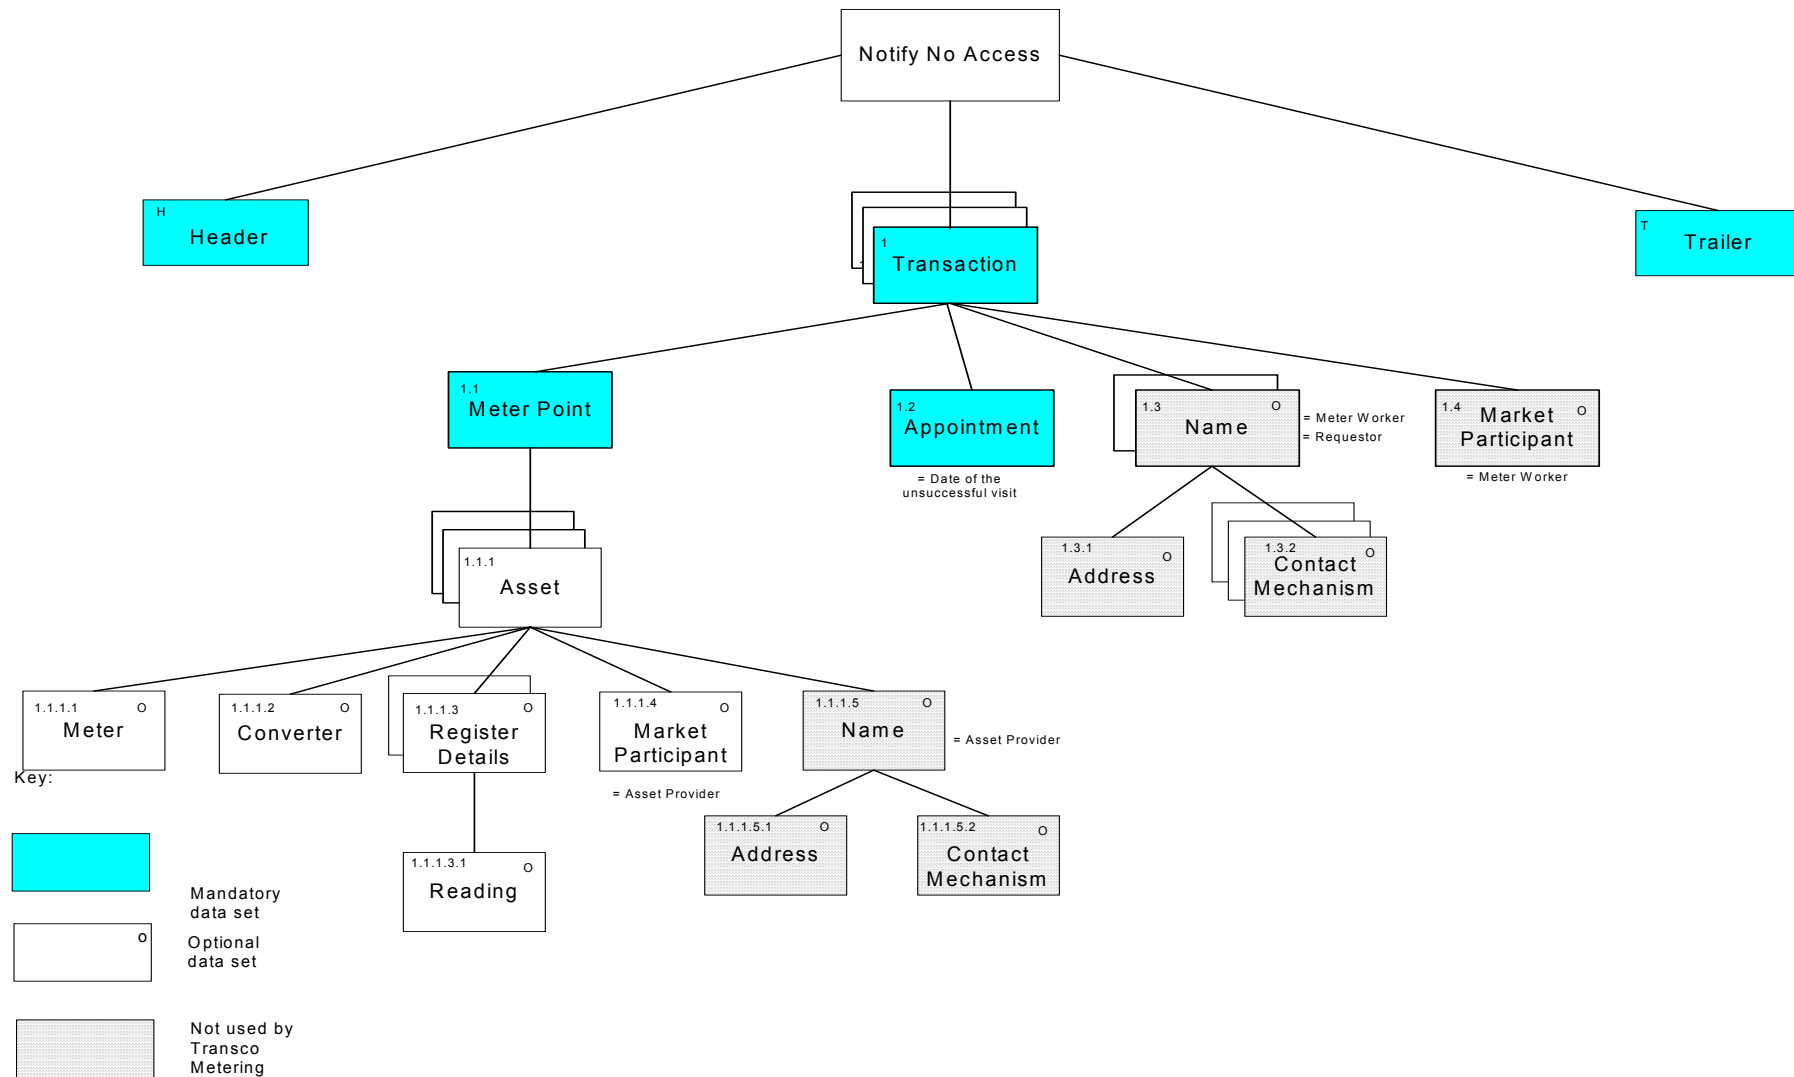 Notify No Access
H
Header
1
Transaction
T
Trailer
1.1
Meter Point
1.2
Appointment
= Date of the
unsuccessful visit
1.3
O
Name
= Meter Worker
= Requestor
1.4
O
Market
Participant
= Meter Worker
1.1.1
Asset
1.3.1
O
Address
1.3.2
O
Contact
Mechanism
1.1.1.1
O
Meter
1.1.1.2
O
Converter
1.1.1.3
O
Register
Details
1.1.1.4
O
Market
Participant
= Asset Provider
1.1.1.5
O
Name
= Asset Provider
1.1.1.3.1
O
Reading
1.1.1.5.1
O
Address
1.1.1.5.2
O
Contact
Mechanism
Key:
Mandatory
data set
o
Optional
data set
Not used by
Transco
Metering